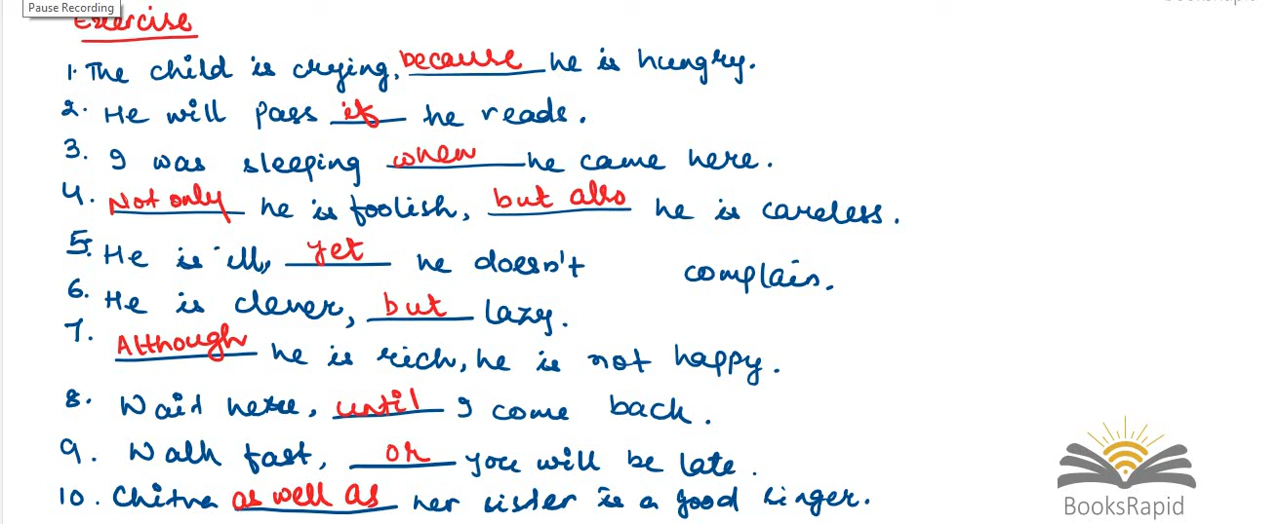 Pause Recording
Exercise
1. The child is crying, because he is hungry.
2. He will pass if he reads.
3. I was sleeping when he came here.
4. Not only he is foolish, but also he is careless.
5. He is ill, yet he doesn't complain.
6. He is clever, but lazy.
7. Although he is rich, he is not happy.
8. Wait here, until I come back.
9. Walk fast, or you will be late.
10. Chitra as well as her sister is a good singer.
BooksRapid